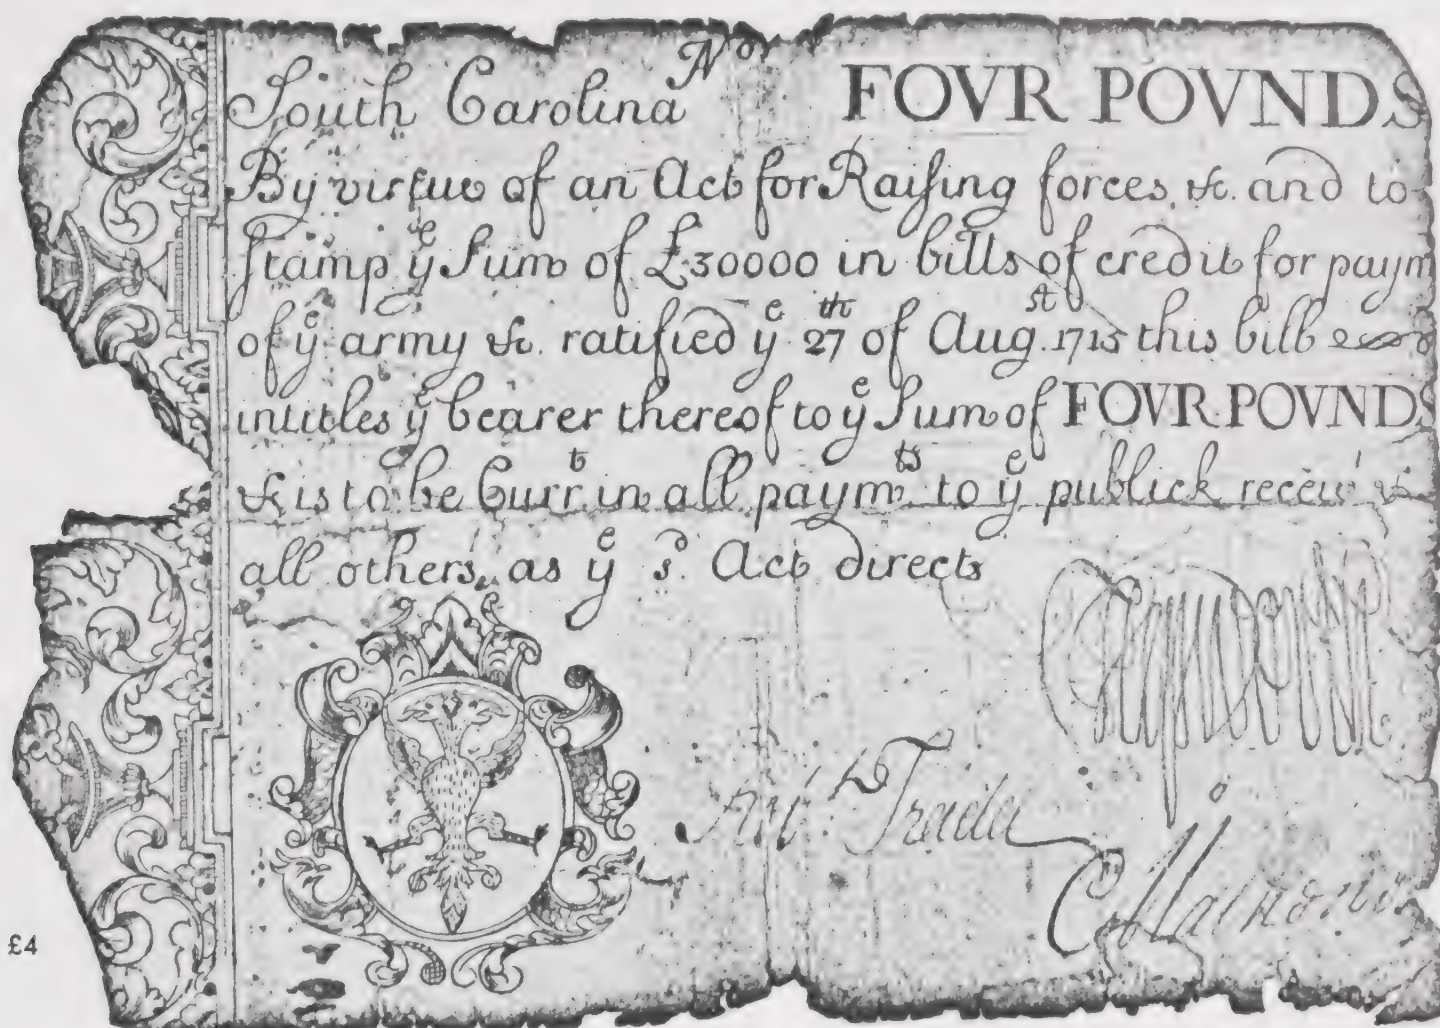 South Carolina No FOVR POVNDS
By virtue of an Act for Raiſing forces, &c. and to
ſtamp ye Sum of £30000 in bills of credit for paym
of ye army &c. ratified ye 27th of Augst 1715 this bill
intitles ye bearer thereof to ye Sum of FOVR POVNDS
& is to be Currt in all paymts to ye publick receiv &
all others, as ye sd. Act directs
£4